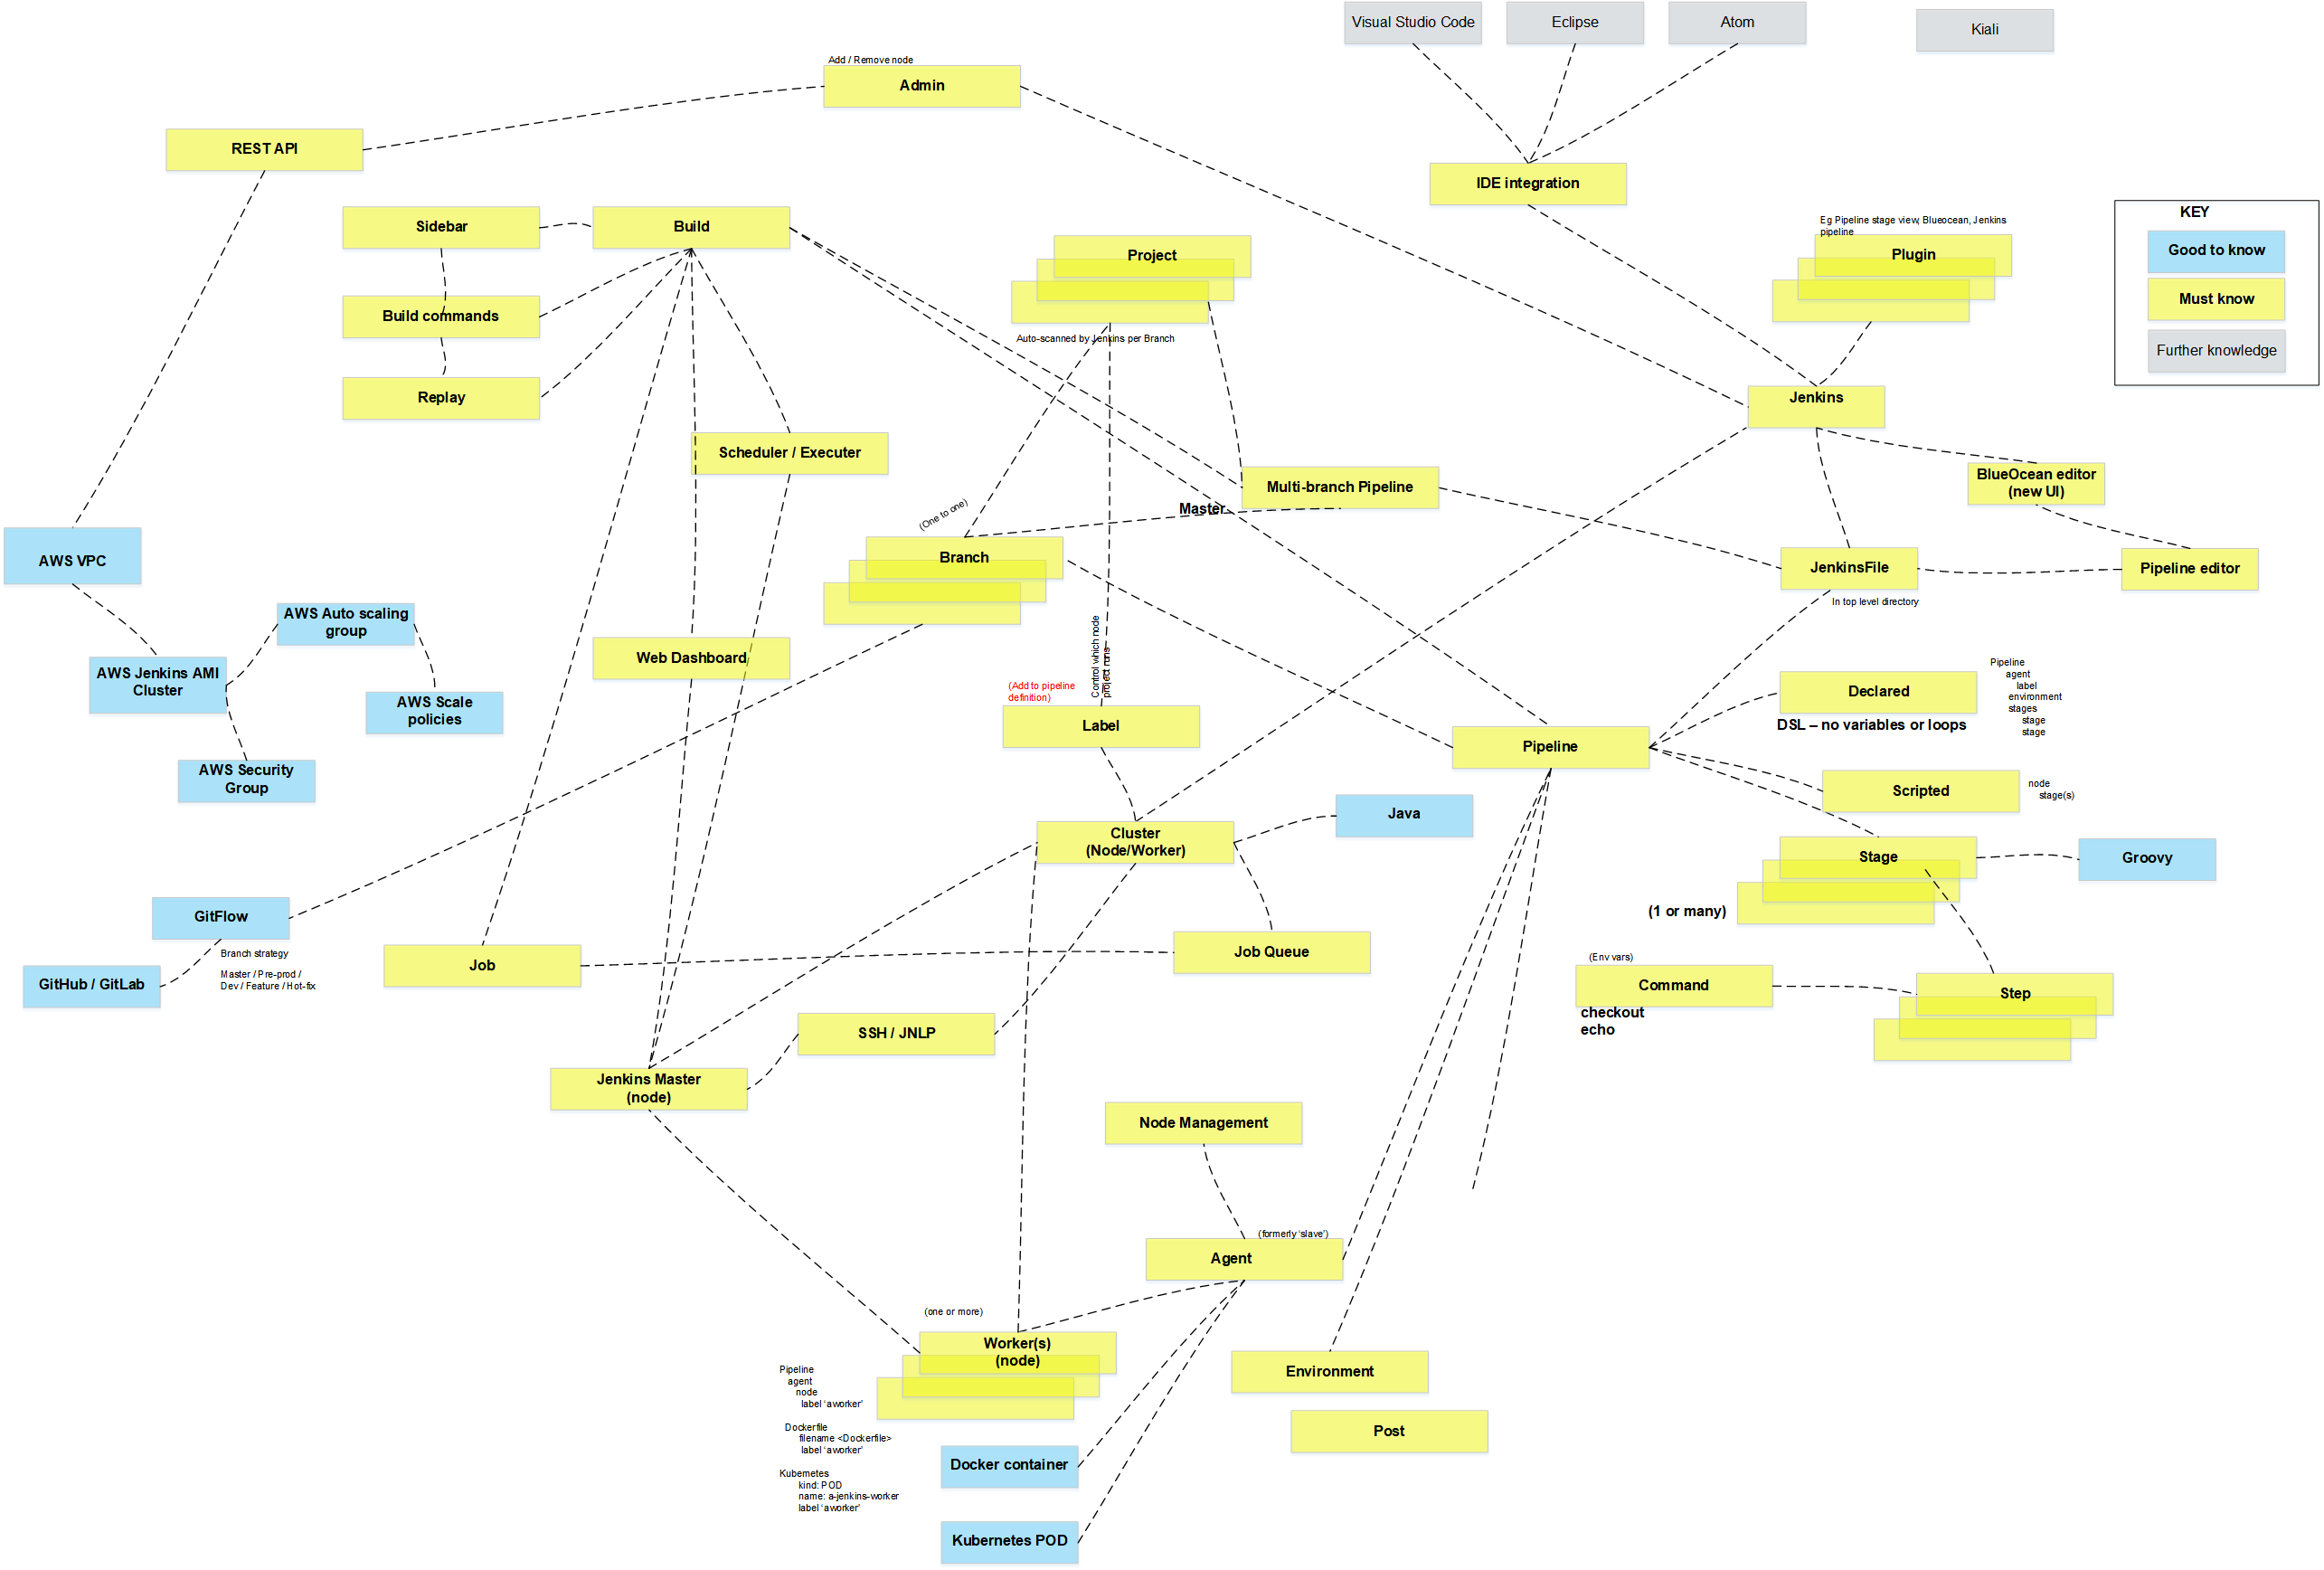 Visual Studio Code
Eclipse
Atom
Kiali
Add / Remove node
Admin
REST API
IDE integration
KEY
Good to know
Must know
Further knowledge
Sidebar
Build
Project
Eg Pipeline stage view, Blueocean, Jenkins
pipeline
Plugin
Build commands
Auto-scanned by Jenkins per Branch
Replay
Jenkins
Scheduler / Executer
Multi-branch Pipeline
BlueOcean editor
(new UI)
Master
(One to one)
Branch
AWS VPC
JenkinsFile
In top level directory
Pipeline editor
AWS Auto scaling
group
Web Dashboard
Control which node
project runs
AWS Jenkins AMI
Cluster
AWS Scale
policies
(Add to pipeline
definition)
Label
Declared
DSL – no variables or loops
Pipeline
agent
label
environment
stages
stage
stage
Pipeline
AWS Security
Group
Scripted
node
stage(s)
Java
Cluster
(Node/Worker)
Stage
Groovy
(1 or many)
GitFlow
Branch strategy
Master / Pre-prod /
Dev / Feature / Hot-fix
GitHub / GitLab
Job
Job Queue
(Env vars)
Command
checkout
echo
Step
SSH / JNLP
Jenkins Master
(node)
Node Management
(formerly ‘slave’)
Agent
(one or more)
Worker(s)
(node)
Pipeline
agent
node
label ‘aworker’
Dockerfile
filename <Dockerfile>
label ‘aworker’
Kubernetes
kind: POD
name: a-jenkins-worker
label ‘aworker’
Environment
Post
Docker container
Kubernetes POD